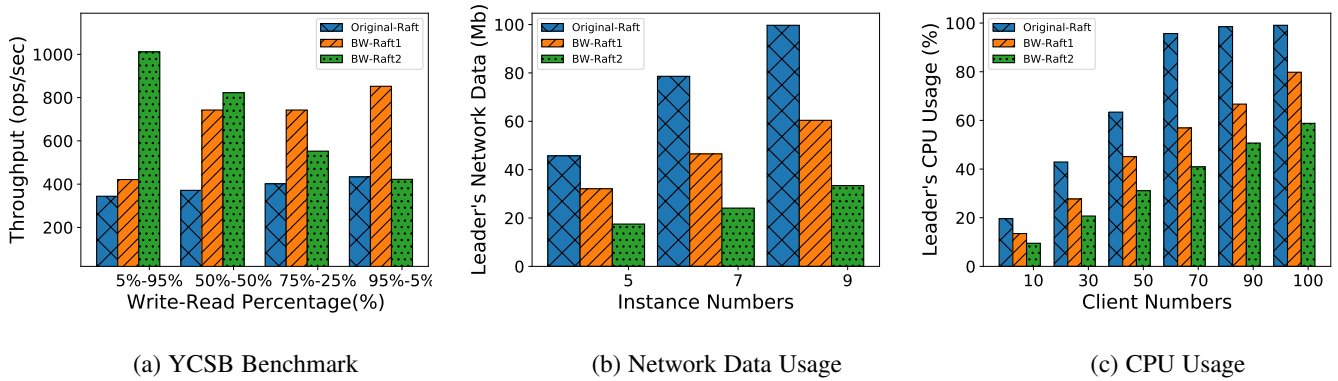 Throughput (ops/sec)
1000
800
600
400
200
Original-Raft
BW-Raft1
BW-Raft2
5%-95%
50%-50%
75%-25%
95%-5%
Write-Read Percentage(%)
(a) YCSB Benchmark
Leader's Network Data (Mb)
100
80
60
40
20
0
Original-Raft
BW-Raft1
BW-Raft2
5
7
9
Instance Numbers
(b) Network Data Usage
Leader's CPU Usage (%)
100
80
60
40
20
0
Original-Raft
BW-Raft1
BW-Raft2
10
30
50
70
90
100
Client Numbers
(c) CPU Usage